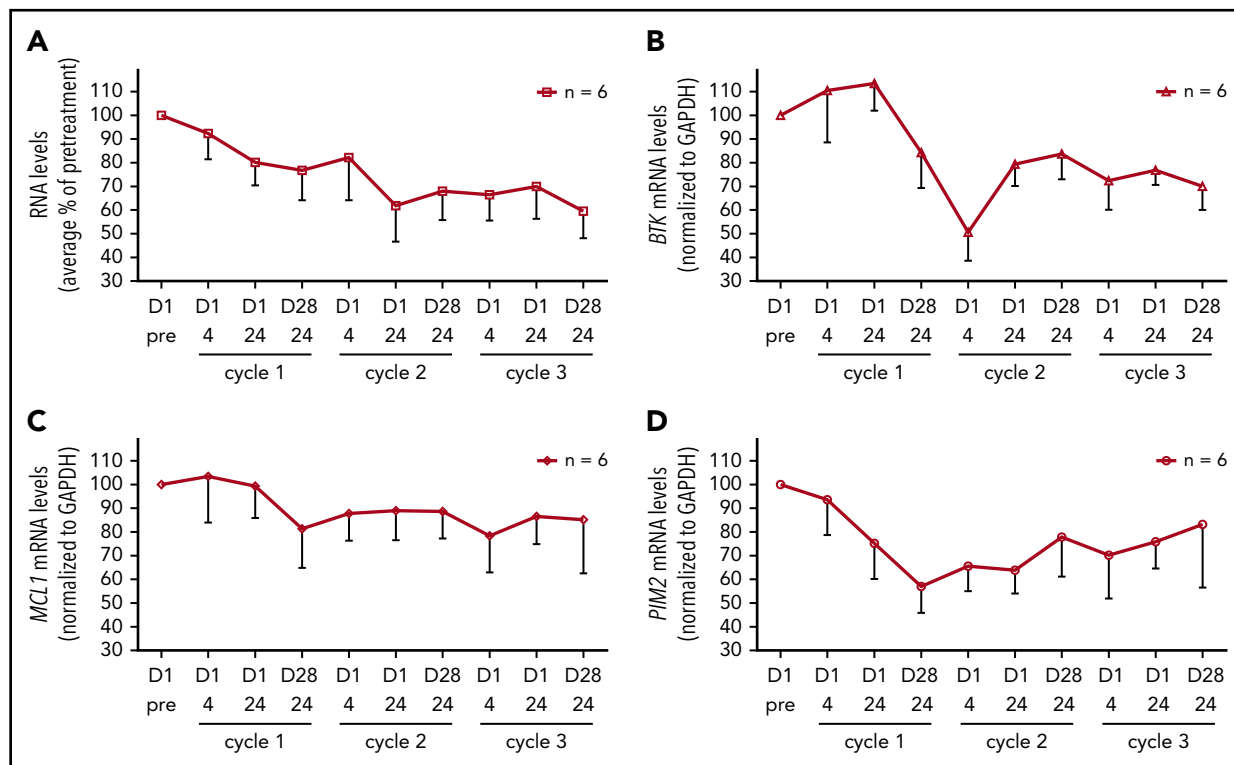 A
RNA levels
(average % of pretreatment)
110
100
90
80
70
60
50
40
30
n = 6
D1 D1 D1 D28 D1 D1 D28 D1 D1 D28
pre 4 24 24 4 24 24 4 24 24
cycle 1 cycle 2 cycle 3
B
BTK mRNA levels
(normalized to GAPDH)
110
100
90
80
70
60
50
40
30
n = 6
D1 D1 D1 D28 D1 D1 D28 D1 D1 D28
pre 4 24 24 4 24 24 4 24 24
cycle 1 cycle 2 cycle 3
C
MCL1 mRNA levels
(normalized to GAPDH)
110
100
90
80
70
60
50
40
30
n = 6
D1 D1 D1 D28 D1 D1 D28 D1 D1 D28
pre 4 24 24 4 24 24 4 24 24
cycle 1 cycle 2 cycle 3
D
PIM2 mRNA levels
(normalized to GAPDH)
110
100
90
80
70
60
50
40
30
n = 6
D1 D1 D1 D28 D1 D1 D28 D1 D1 D28
pre 4 24 24 4 24 24 4 24 24
cycle 1 cycle 2 cycle 3